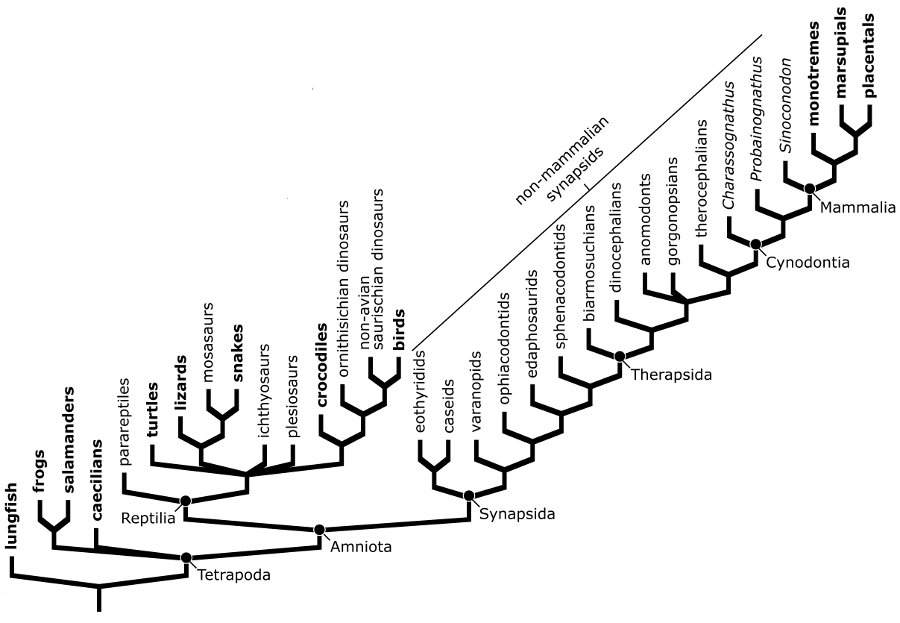 lungfish
frogs
salamanders
caecilians
parareptiles
turtles
lizards
mosasaurs
snakes
ichthyosaurs
plesiosaurs
crocodiles
ornithisichian dinosaurs
non-avian
saurischian dinosaurs
birds
eothyridids
caseids
varanopids
ophiacodontids
edaphosaurids
sphenacodontids
biarmosuchians
dinocephalians
anomodonts
gorgonopsians
therocephalians
Charassognathus
Probainognathus
Sinoconodon
monotremes
marsupials
placentals
non-mammalian
synapsids
Mammalia
Cynodontia
Therapsida
Synapsida
Reptilia
Amniota
Tetrapoda